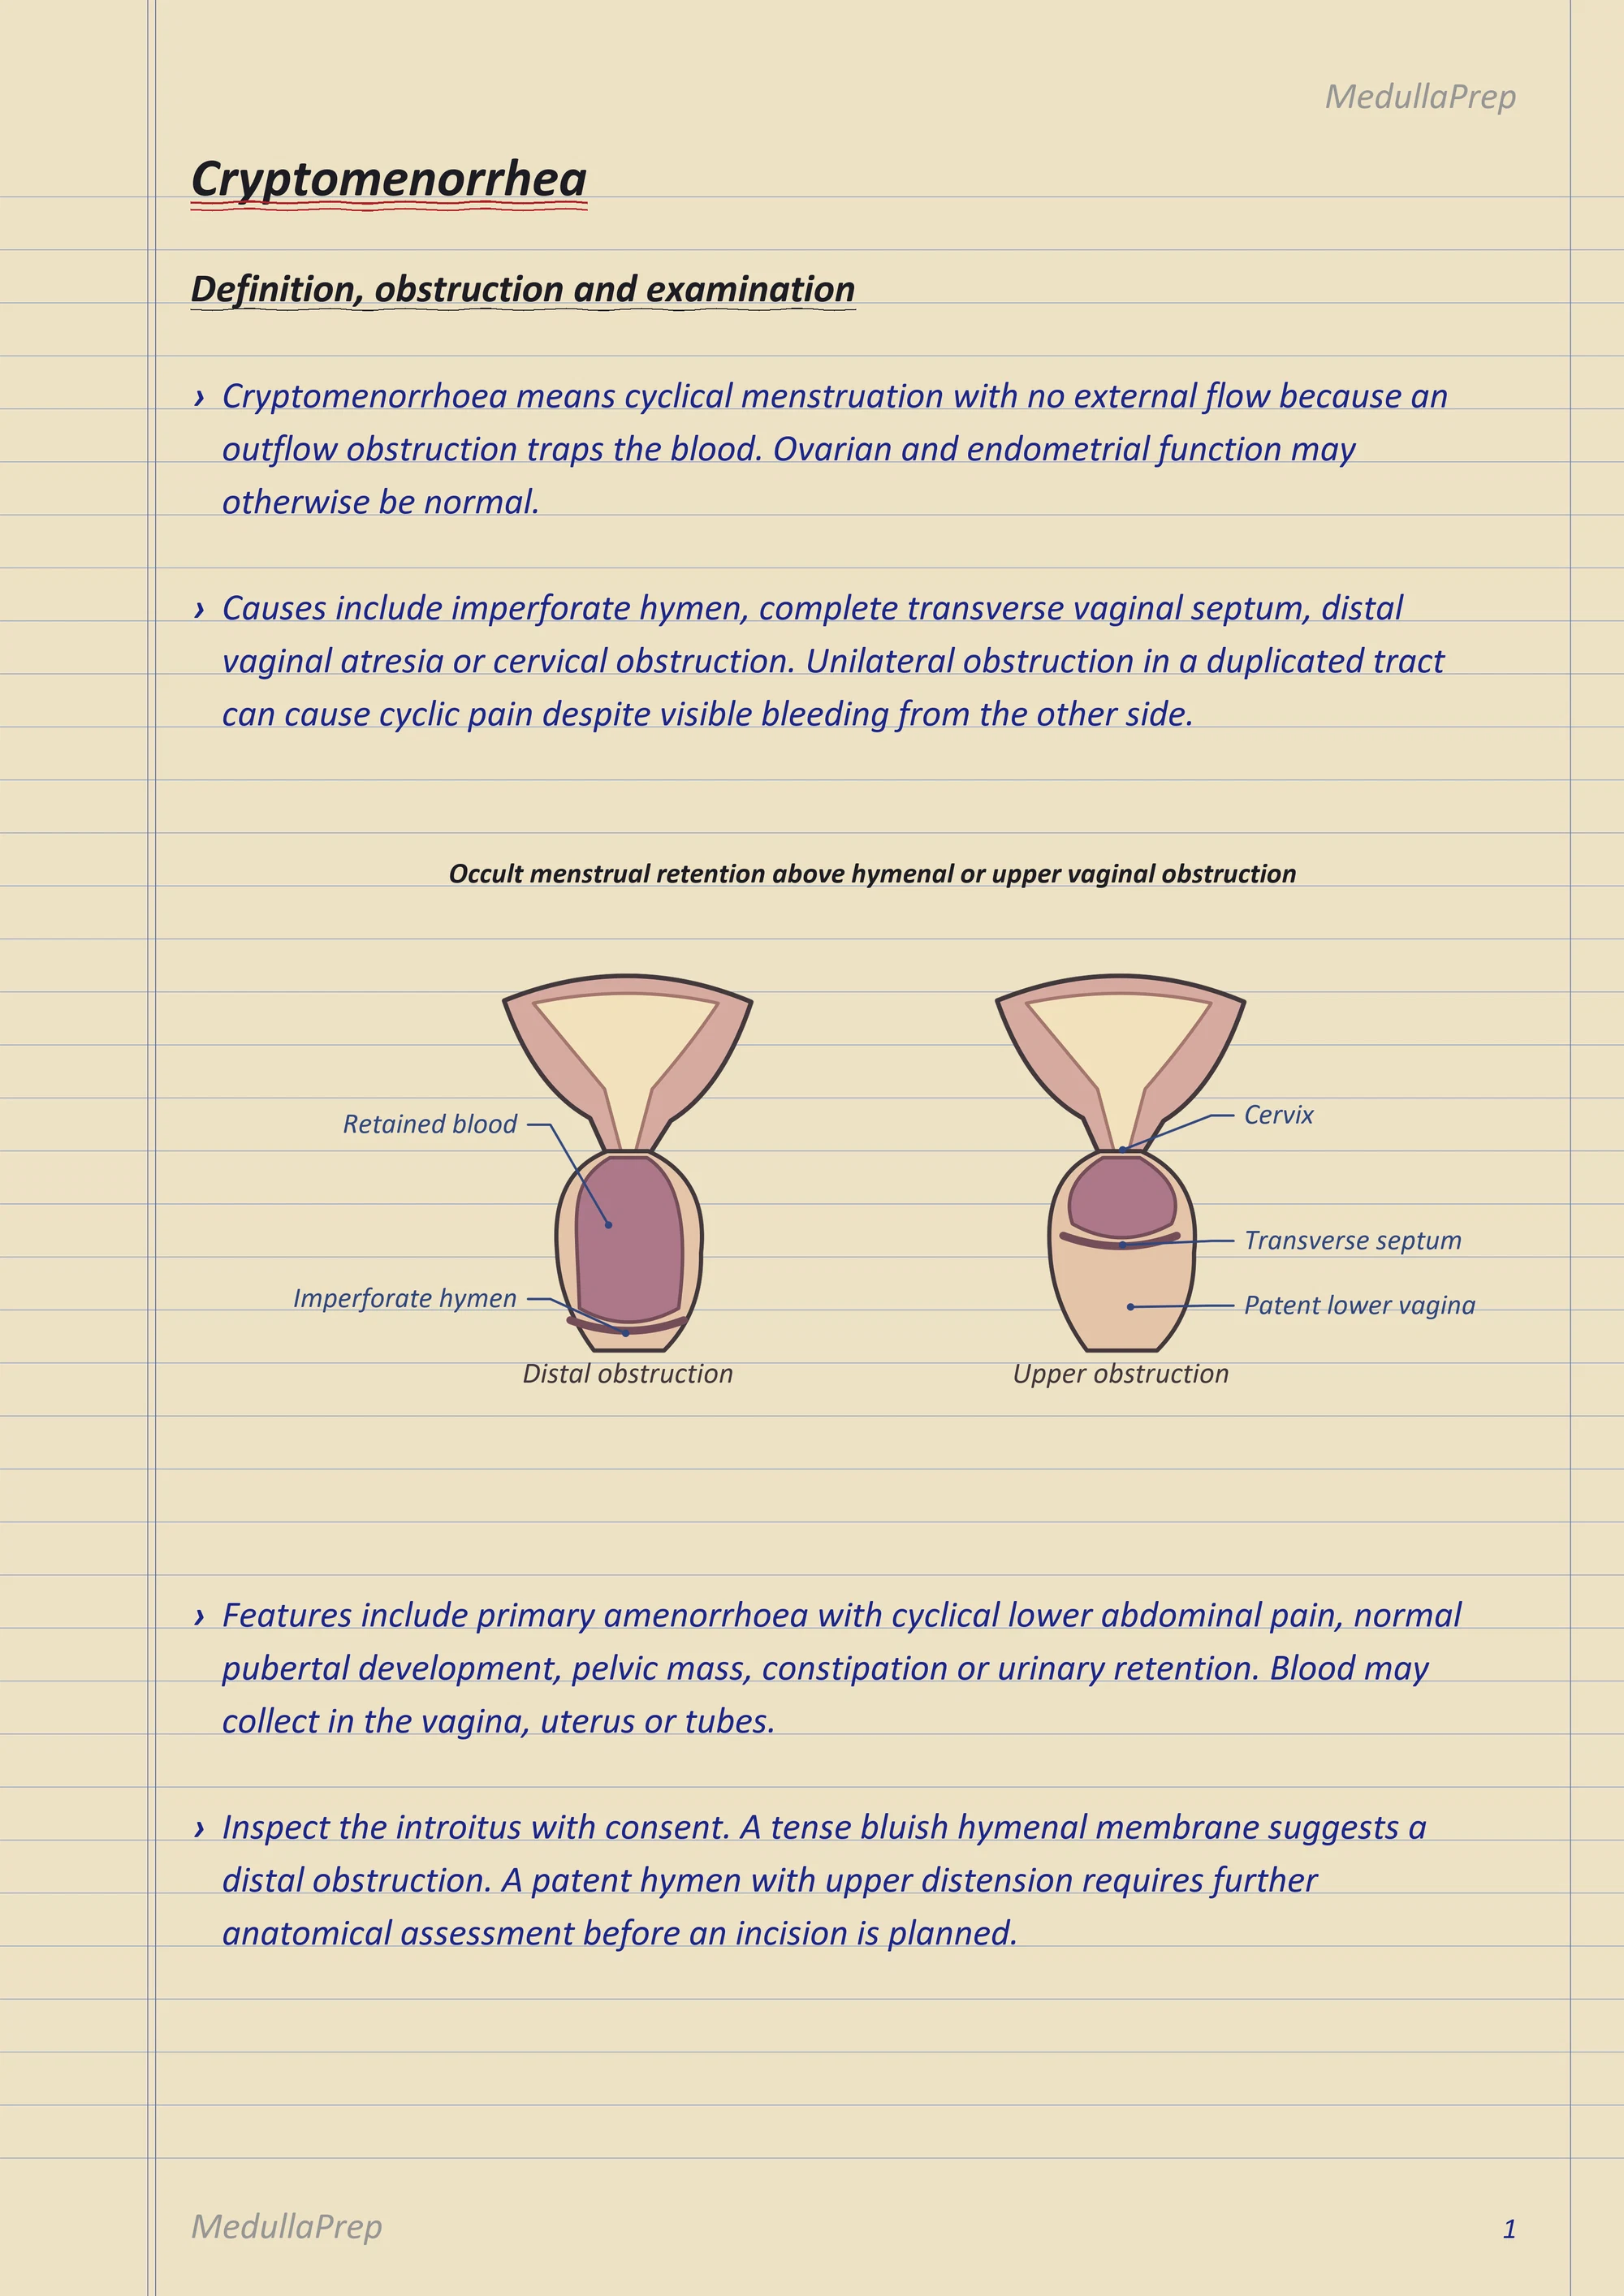 MedullaPrep
Cryptomenorrhea
Definition, obstruction and examination
› Cryptomenorrhoea means cyclical menstruation with no external flow because an
outflow obstruction traps the blood. Ovarian and endometrial function may
otherwise be normal.
› Causes include imperforate hymen, complete transverse vaginal septum, distal
vaginal atresia or cervical obstruction. Unilateral obstruction in a duplicated tract
can cause cyclic pain despite visible bleeding from the other side.
Occult menstrual retention above hymenal or upper vaginal obstruction
Retained blood
Imperforate hymen
Distal obstruction
Cervix
Transverse septum
Patent lower vagina
Upper obstruction
› Features include primary amenorrhoea with cyclical lower abdominal pain, normal
pubertal development, pelvic mass, constipation or urinary retention. Blood may
collect in the vagina, uterus or tubes.
› Inspect the introitus with consent. A tense bluish hymenal membrane suggests a
distal obstruction. A patent hymen with upper distension requires further
anatomical assessment before an incision is planned.
MedullaPrep
1